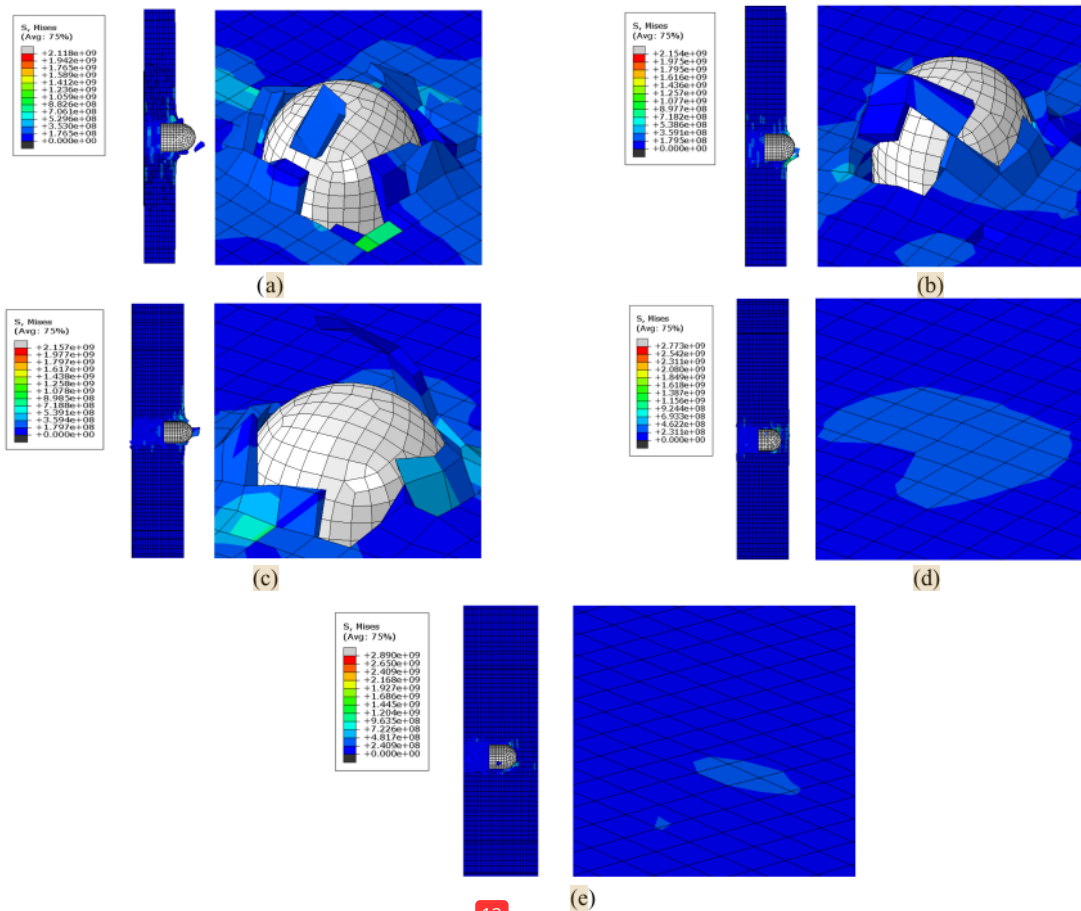 S, Mises
(Avg: 75%)
+2.118e+09
+1.942e+09
+1.765e+09
+1.589e+09
+1.412e+09
+1.236e+09
+1.059e+09
+8.826e+08
+7.061e+08
+5.296e+08
+3.530e+08
+1.765e+08
+0.000e+00
(a)
S, Mises
(Avg: 75%)
+2.154e+09
+1.975e+09
+1.795e+09
+1.616e+09
+1.436e+09
+1.257e+09
+1.077e+09
+8.977e+08
+7.182e+08
+5.386e+08
+3.591e+08
+1.795e+08
+0.000e+00
(b)
S, Mises
(Avg: 75%)
+2.157e+09
+1.977e+09
+1.797e+09
+1.617e+09
+1.438e+09
+1.258e+09
+1.078e+09
+8.985e+08
+7.188e+08
+5.391e+08
+3.594e+08
+1.797e+08
+0.000e+00
(c)
S, Mises
(Avg: 75%)
+2.773e+09
+2.542e+09
+2.311e+09
+2.080e+09
+1.849e+09
+1.618e+09
+1.387e+09
+1.156e+09
+9.244e+08
+6.933e+08
+4.622e+08
+2.311e+08
+0.000e+00
(d)
S, Mises
(Avg: 75%)
+2.890e+09
+2.650e+09
+2.409e+09
+2.168e+09
+1.927e+09
+1.686e+09
+1.445e+09
+1.204e+09
+9.635e+08
+7.226e+08
+4.817e+08
+2.409e+08
+0.000e+00
(e)